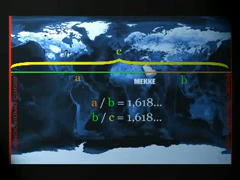 c
a
MEKKE
b
a / b = 1,618...
b / c = 1,618...